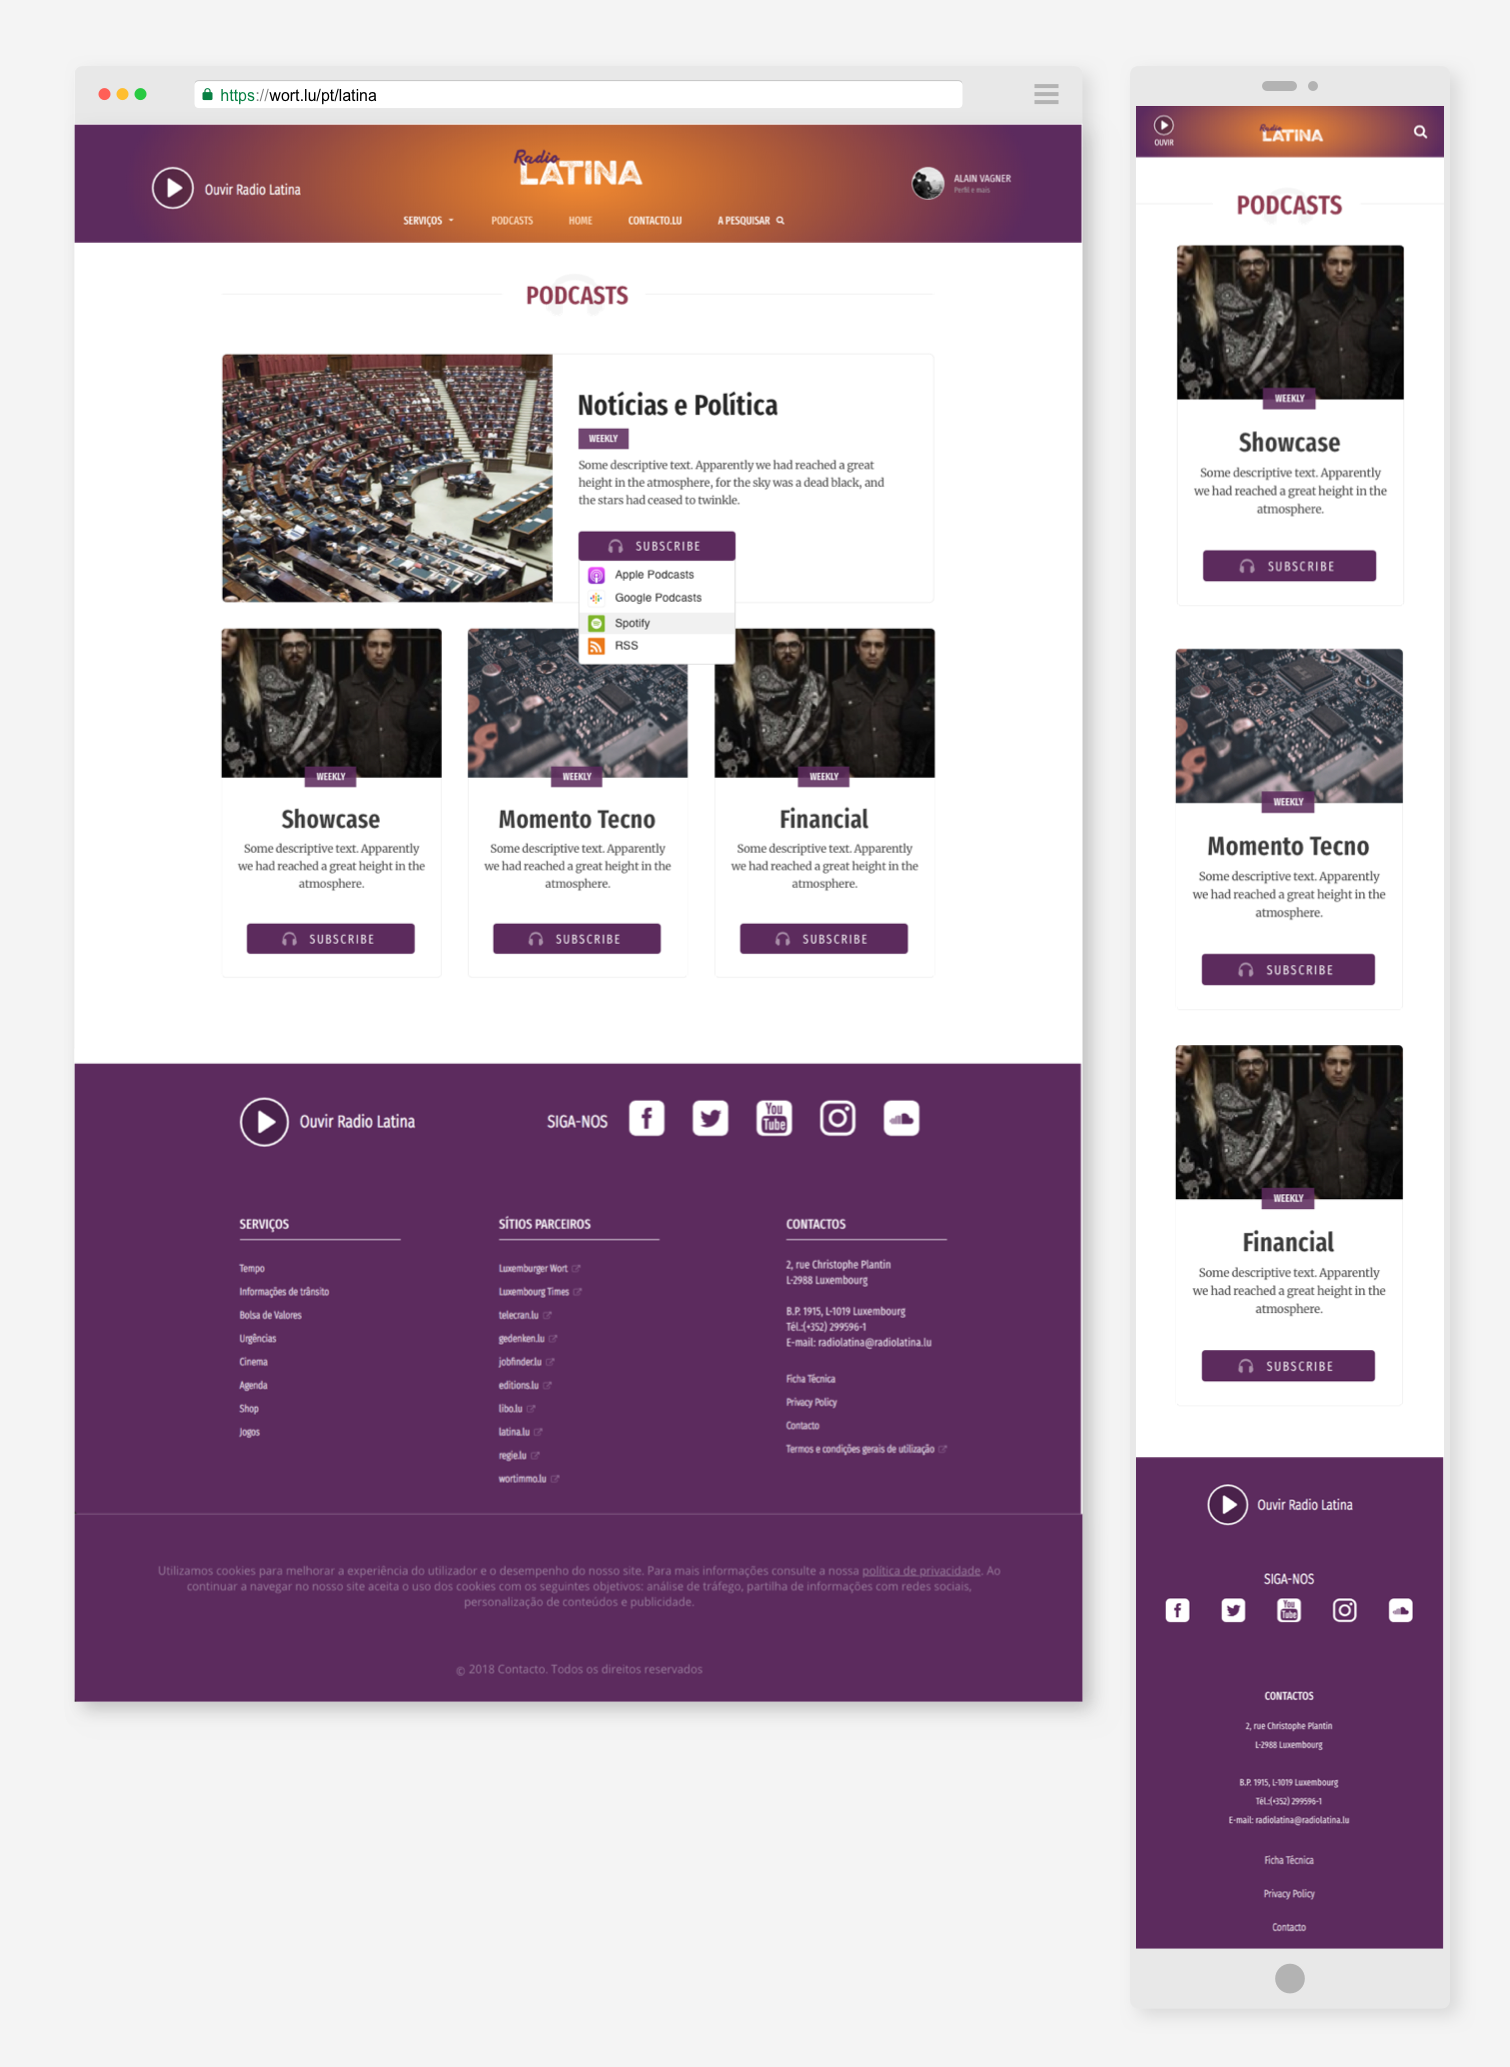 https://wort.lu/pt/latina
Radio
LATINA
Ouvir Radio Latina
ALAIN VAGNER
Perfil e mais
SERVIÇOS
PODCASTS
HOME
CONTACTO.LU
A PESQUISAR
PODCASTS
Notícias e Política
WEEKLY
Some descriptive text. Apparently we had reached a great
height in the atmosphere, for the sky was a dead black, and
the stars had ceased to twinkle.
SUBSCRIBE
Apple Podcasts
Google Podcasts
Spotify
RSS
WEEKLY
Showcase
Some descriptive text. Apparently
we had reached a great height in the
atmosphere.
SUBSCRIBE
WEEKLY
Momento Tecno
Some descriptive text. Apparently
we had reached a great height in the
atmosphere.
SUBSCRIBE
WEEKLY
Financial
Some descriptive text. Apparently
we had reached a great height in the
atmosphere.
SUBSCRIBE
Ouvir Radio Latina
SIGA-NOS
You
Tube
SERVIÇOS
Tempo
Informações de trânsito
Bolsa de Valores
Urgências
Cinema
Agenda
Shop
Jogos
SÍTIOS PARCEIROS
Luxemburger Wort
Luxembourg Times
telecran.lu
gedenken.lu
jobfinder.lu
editions.lu
libo.lu
latina.lu
regie.lu
wortimmo.lu
CONTACTOS
2, rue Christophe Plantin
L-2988 Luxembourg
B.P. 1915, L-1019 Luxembourg
Tél.:(+352) 299596-1
E-mail: radiolatina@radiolatina.lu
Ficha Técnica
Privacy Policy
Contacto
Termos e condições gerais de utilização
Utilizamos cookies para melhorar a experiência do utilizador e o desempenho do nosso site. Para mais informações consulte a nossa política de privacidade. Ao
continuar a navegar no nosso site aceita o uso dos cookies com os seguintes objetivos: análise de tráfego, partilha de informações com redes sociais,
personalização de conteúdos e publicidade.
© 2018 Contacto. Todos os direitos reservados
OUVIR
Radio
LATINA
PODCASTS
WEEKLY
Showcase
Some descriptive text. Apparently
we had reached a great height in the
atmosphere.
SUBSCRIBE
WEEKLY
Momento Tecno
Some descriptive text. Apparently
we had reached a great height in the
atmosphere.
SUBSCRIBE
WEEKLY
Financial
Some descriptive text. Apparently
we had reached a great height in the
atmosphere.
SUBSCRIBE
Ouvir Radio Latina
SIGA-NOS
You
Tube
CONTACTOS
2, rue Christophe Plantin
L-2988 Luxembourg
B.P. 1915, L-1019 Luxembourg
Tél.:(+352) 299596-1
E-mail: radiolatina@radiolatina.lu
Ficha Técnica
Privacy Policy
Contacto